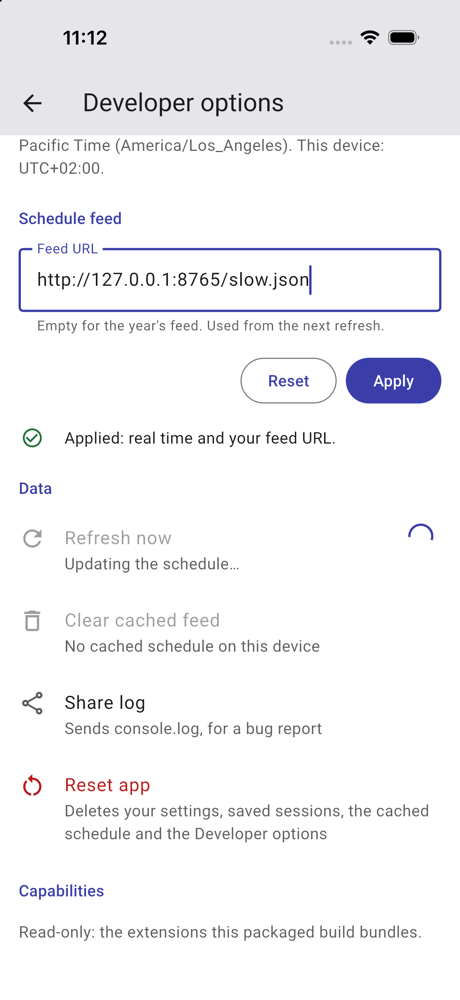 11:12
Developer options
Pacific Time (America/Los_Angeles). This device:
UTC+02:00.
Schedule feed
Feed URL
http://127.0.0.1:8765/slow.json
Empty for the year's feed. Used from the next refresh.
Reset
Apply
Applied: real time and your feed URL.
Data
Refresh now
Updating the schedule…
Clear cached feed
No cached schedule on this device
Share log
Sends console.log, for a bug report
Reset app
Deletes your settings, saved sessions, the cached
schedule and the Developer options
Capabilities
Read-only: the extensions this packaged build bundles.